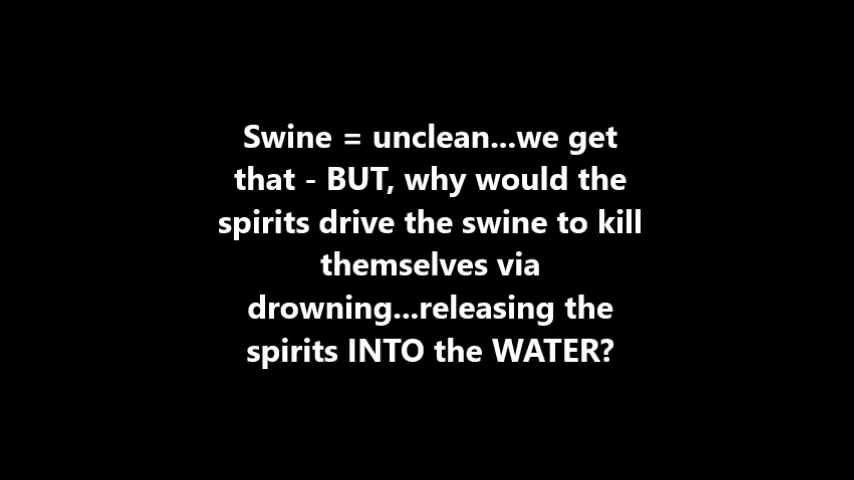 Swine = unclean...we get
that - BUT, why would the
spirits drive the swine to kill
themselves via
drowning...releasing the
spirits INTO the WATER?